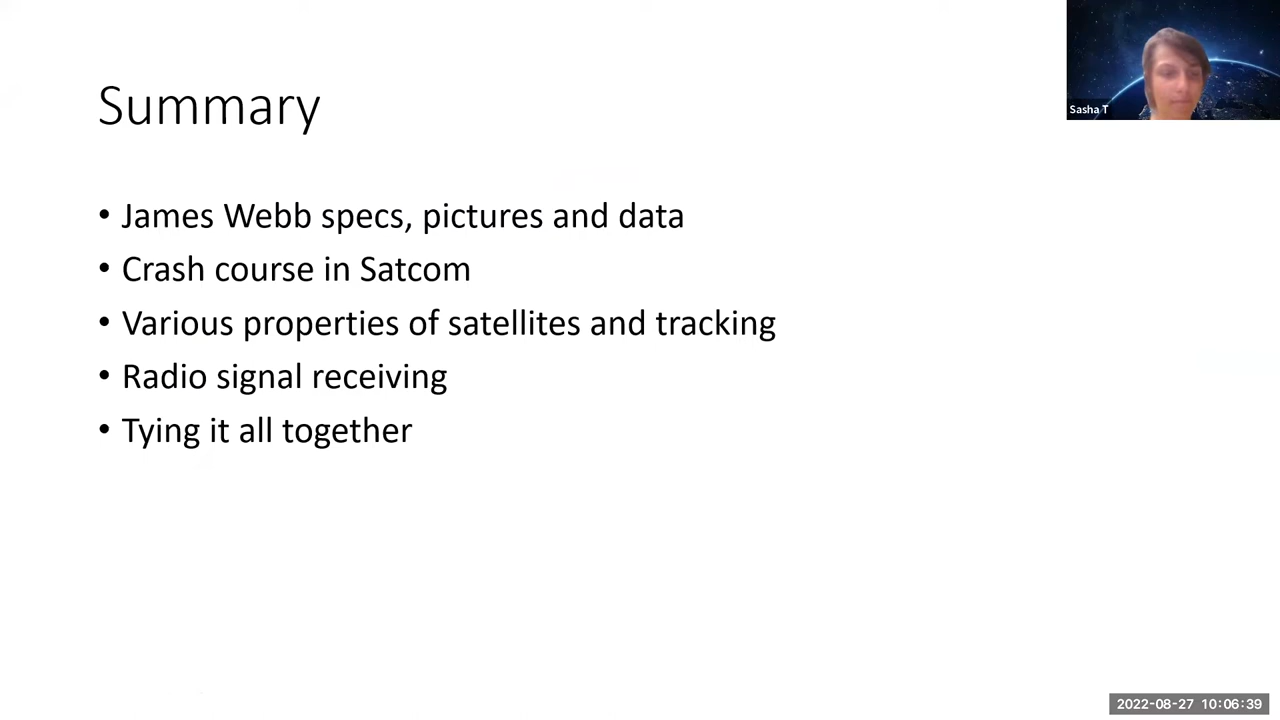 Summary
Sasha T
• James Webb specs, pictures and data
• Crash course in Satcom
• Various properties of satellites and tracking
• Radio signal receiving
• Tying it all together
2022-08-27 10:06:39